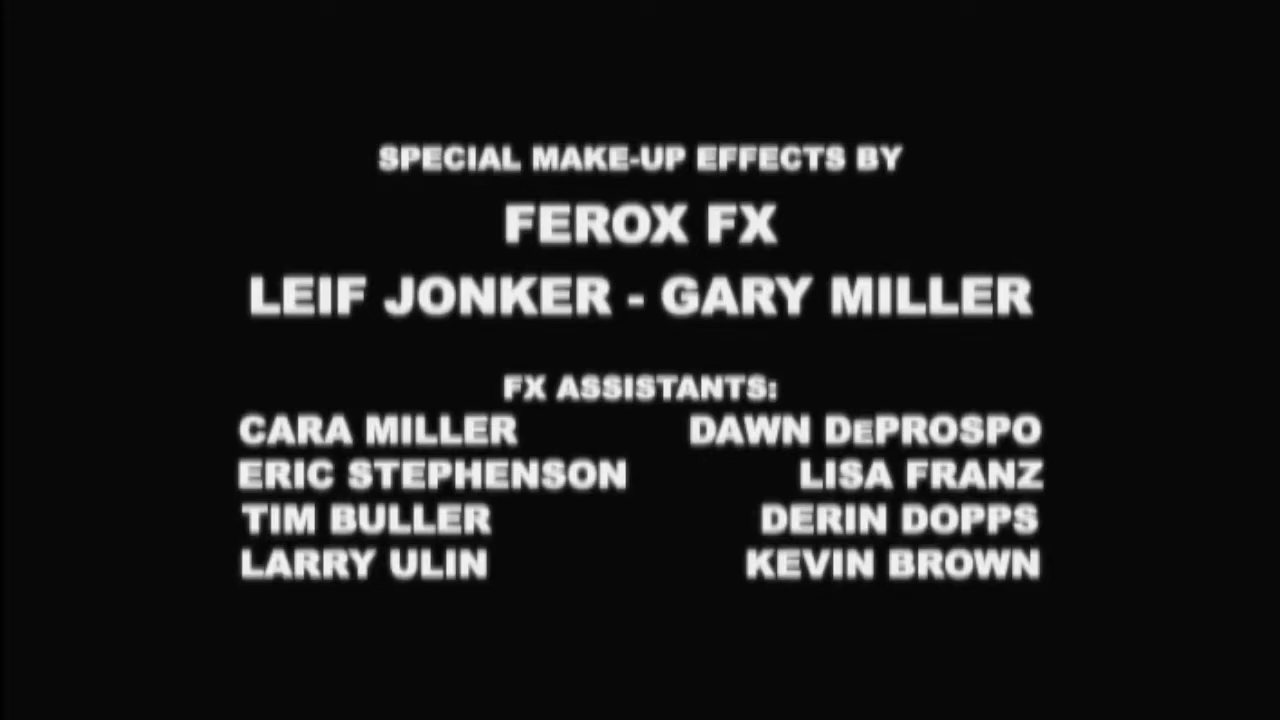 SPECIAL MAKE-UP EFFECTS BY
FEROX FX
LEIF JONKER - GARY MILLER
FX ASSISTANTS:
CARA MILLER DAWN DEPROSPO
ERIC STEPHENSON LISA FRANZ
TIM BULLER DERIN DOPPS
LARRY ULIN KEVIN BROWN